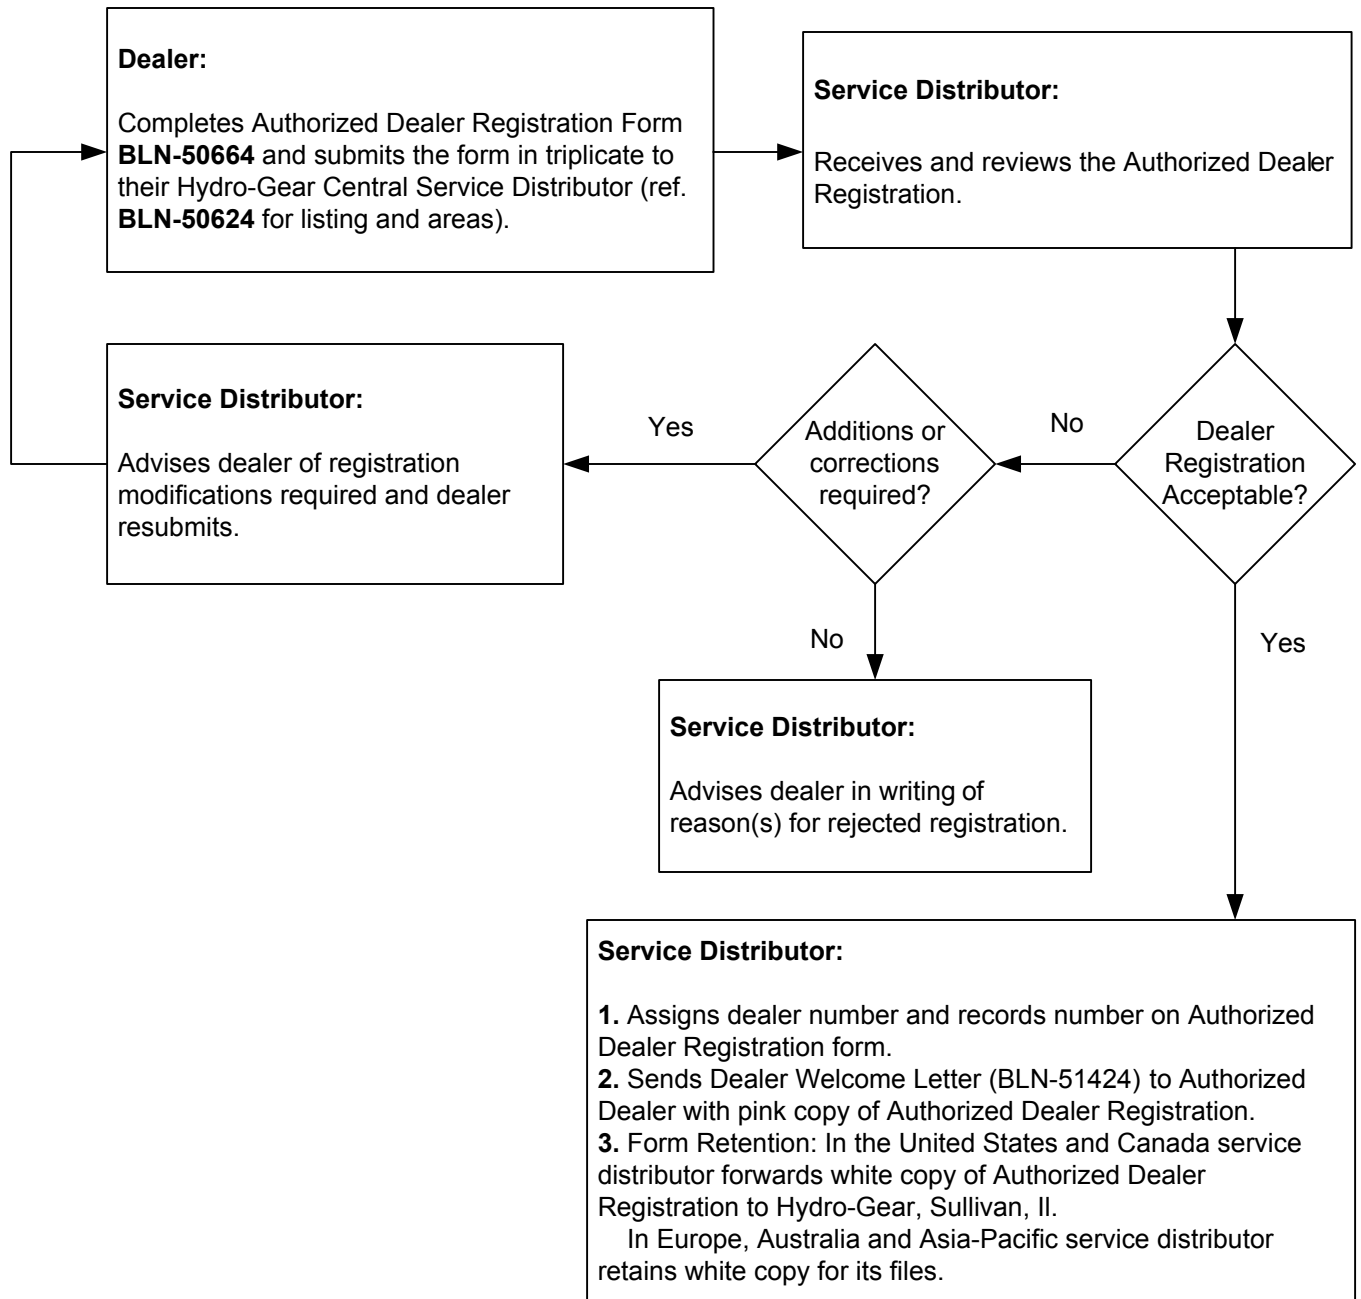 Dealer:
Completes Authorized Dealer Registration Form
BLN-50664 and submits the form in triplicate to
their Hydro-Gear Central Service Distributor (ref.
BLN-50624 for listing and areas).
Service Distributor:
Receives and reviews the Authorized Dealer
Registration.
Dealer
Registration
Acceptable?
No
Additions or
corrections
required?
Yes
Service Distributor:
Advises dealer of registration
modifications required and dealer
resubmits.
No
Service Distributor:
Advises dealer in writing of
reason(s) for rejected registration.
Yes
Service Distributor:
1. Assigns dealer number and records number on Authorized
Dealer Registration form.
2. Sends Dealer Welcome Letter (BLN-51424) to Authorized
Dealer with pink copy of Authorized Dealer Registration.
3. Form Retention: In the United States and Canada service
distributor forwards white copy of Authorized Dealer
Registration to Hydro-Gear, Sullivan, Il.
In Europe, Australia and Asia-Pacific service distributor
retains white copy for its files.